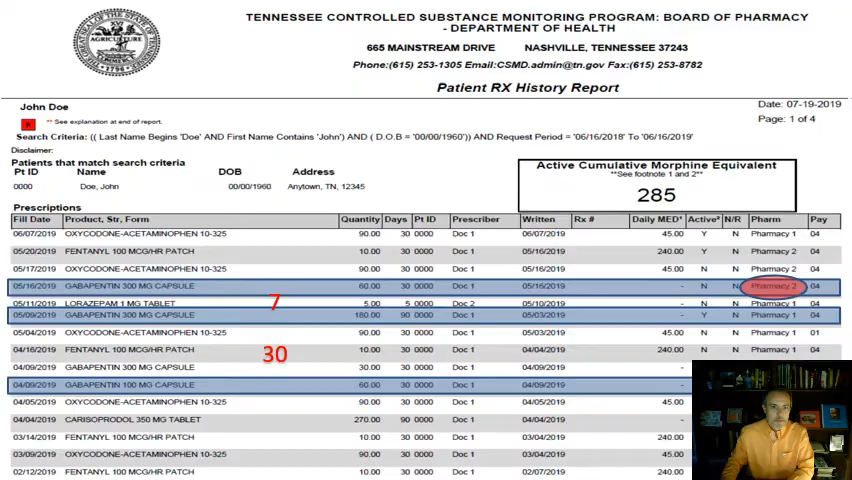 TENNESSEE CONTROLLED SUBSTANCE MONITORING PROGRAM: BOARD OF PHARMACY
- DEPARTMENT OF HEALTH
665 MAINSTREAM DRIVE NASHVILLE, TENNESSEE 37243
Phone:(615) 253-1305 Email:CSMD.admin@tn.gov Fax:(615) 253-8782
Patient RX History Report
AGRICULTURE
1796
John Doe
Date: 07-19-2019
** See explanation at end of report.
Page: 1 of 4
Search Criteria: (( Last Name Begins 'Doe' AND First Name Contains 'John') AND ( D.O.B = '00/00/1960')) AND Request Period = '06/16/2018' To '06/16/2019'
Disclaimer:
Patients that match search criteria
Pt ID Name DOB Address
0000 Doe, John 00/00/1960 Anytown, TN, 12345
Active Cumulative Morphine Equivalent
**See footnote 1 and 2**
285
Prescriptions
Fill Date Product, Str, Form Quantity Days Pt ID Prescriber Written Rx # Daily MED¹ Active² N/R Pharm Pay
06/07/2019 OXYCODONE-ACETAMINOPHEN 10-325 90.00 30 0000 Doc 1 06/07/2019 45.00 Y N Pharmacy 1 04
05/20/2019 FENTANYL 100 MCG/HR PATCH 10.00 30 0000 Doc 1 05/16/2019 240.00 Y N Pharmacy 2 04
05/17/2019 OXYCODONE-ACETAMINOPHEN 10-325 90.00 30 0000 Doc 1 05/16/2019 45.00 N N Pharmacy 2 04
05/16/2019 GABAPENTIN 300 MG CAPSULE 60.00 30 0000 Doc 1 05/16/2019 - N N Pharmacy 2 04
7
05/11/2019 LORAZEPAM 1 MG TABLET 5.00 5 0000 Doc 2 05/10/2019 - N N Pharmacy 1 04
05/09/2019 GABAPENTIN 300 MG CAPSULE 180.00 90 0000 Doc 1 05/03/2019 - Y N Pharmacy 1 04
05/04/2019 OXYCODONE-ACETAMINOPHEN 10-325 90.00 30 0000 Doc 1 05/03/2019 45.00 N N Pharmacy 1 01
30
04/16/2019 FENTANYL 100 MCG/HR PATCH 10.00 30 0000 Doc 1 04/04/2019 240.00 N N Pharmacy 1 04
04/09/2019 GABAPENTIN 300 MG CAPSULE 30.00 30 0000 Doc 1 04/09/2019 -
04/09/2019 GABAPENTIN 100 MG CAPSULE 60.00 30 0000 Doc 1 04/09/2019 -
04/05/2019 OXYCODONE-ACETAMINOPHEN 10-325 90.00 30 0000 Doc 1 04/05/2019 45.00
04/04/2019 CARISOPRODOL 350 MG TABLET 270.00 90 0000 Doc 1 04/04/2019 -
03/14/2019 FENTANYL 100 MCG/HR PATCH 10.00 30 0000 Doc 1 03/04/2019 240.00
03/09/2019 OXYCODONE-ACETAMINOPHEN 10-325 90.00 30 0000 Doc 1 03/04/2019 45.00
02/12/2019 FENTANYL 100 MCG/HR PATCH 10.00 30 0000 Doc 1 02/07/2019 240.00